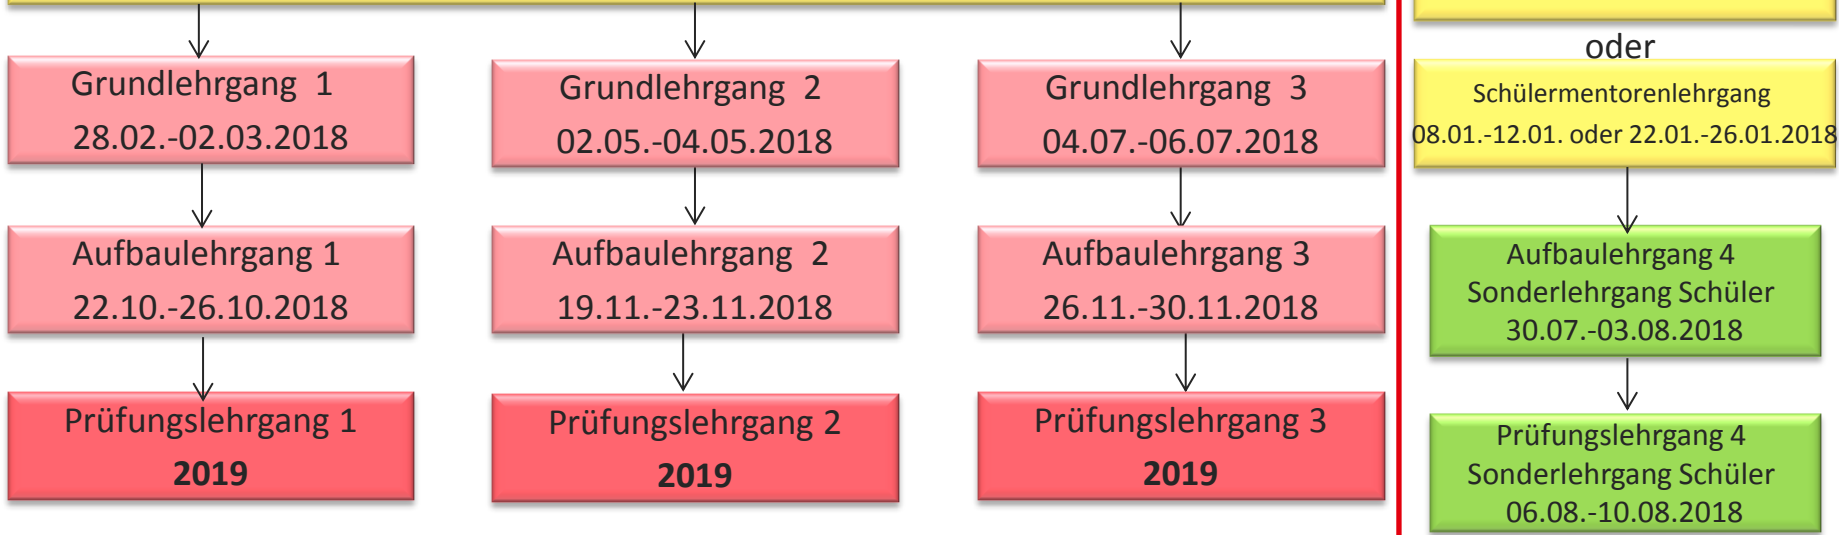 Grundlehrgang 1
28.02.-02.03.2018
Aufbaulehrgang 1
22.10.-26.10.2018
Prüfungslehrgang 1
2019
Grundlehrgang 2
02.05.-04.05.2018
Aufbaulehrgang 2
19.11.-23.11.2018
Prüfungslehrgang 2
2019
Grundlehrgang 3
04.07.-06.07.2018
Aufbaulehrgang 3
26.11.-30.11.2018
Prüfungslehrgang 3
2019
oder
Schülermentorenlehrgang
08.01.-12.01. oder 22.01.-26.01.2018
Aufbaulehrgang 4
Sonderlehrgang Schüler
30.07.-03.08.2018
Prüfungslehrgang 4
Sonderlehrgang Schüler
06.08.-10.08.2018